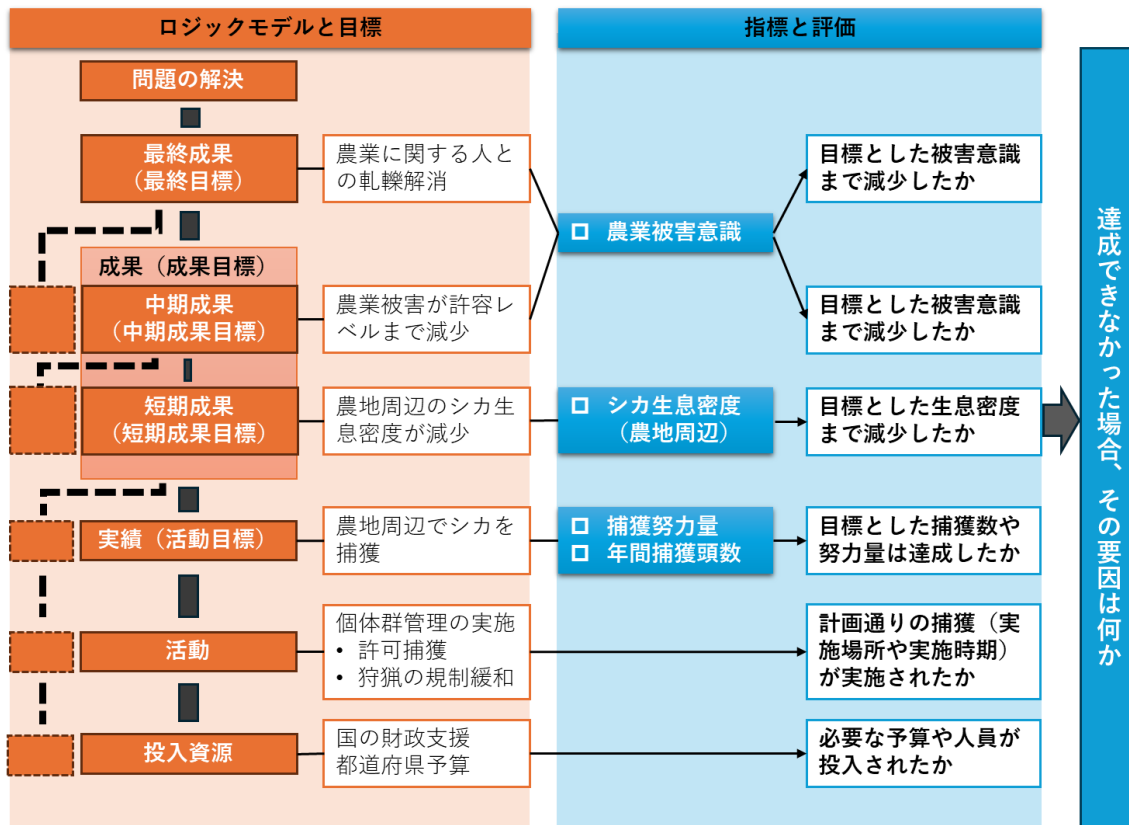 ロジックモデルと目標
指標と評価
問題の解決
最終成果
（最終目標）
農業に関する人と
の軋轢解消
目標とした被害意識
まで減少したか
農業被害意識
成果（成果目標）
中期成果
（中期成果目標）
農業被害が許容レ
ベルまで減少
目標とした被害意識
まで減少したか
短期成果
（短期成果目標）
農地周辺のシカ生
息密度が減少
シカ生息密度
（農地周辺）
目標とした生息密度
まで減少したか
実績（活動目標）
農地周辺でシカを
捕獲
捕獲努力量
年間捕獲頭数
目標とした捕獲数や
努力量は達成したか
活動
個体群管理の実施
• 許可捕獲
• 狩猟の規制緩和
計画通りの捕獲（実
施場所や実施時期）
が実施されたか
投入資源
国の財政支援
都道府県予算
必要な予算や人員が
投入されたか
達成できなかった場合、その要因は何か